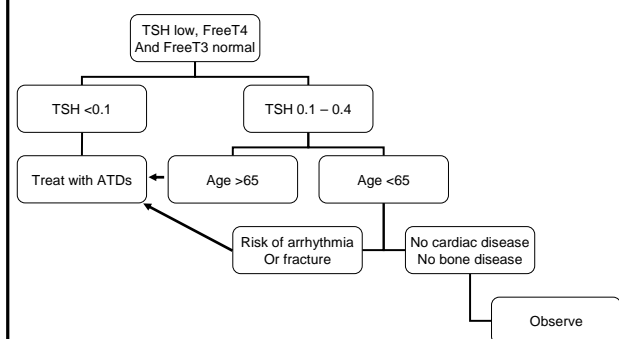 TSH low, FreeT4
And FreeT3 normal
TSH <0.1
TSH 0.1 – 0.4
Treat with ATDs
Age >65
Age <65
Risk of arrhythmia
Or fracture
No cardiac disease
No bone disease
Observe